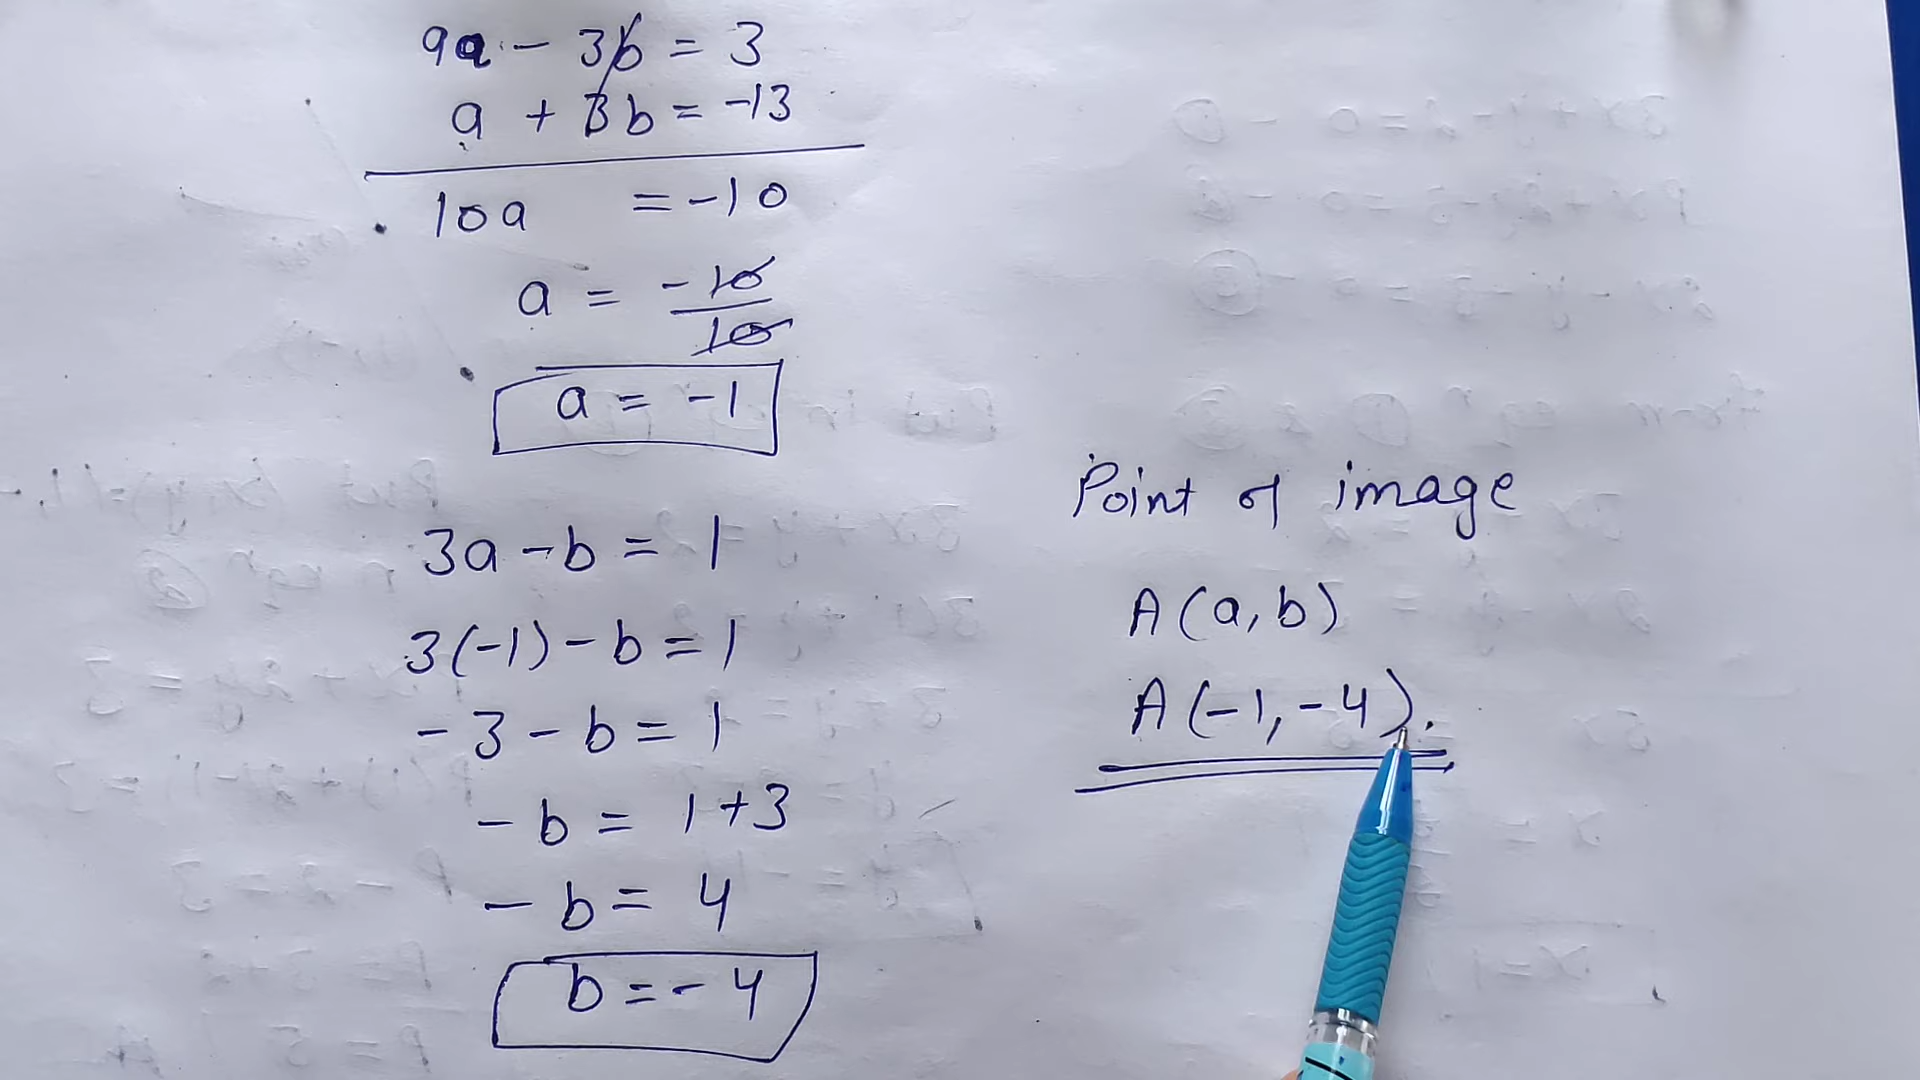 9a - 3b = 3
a + 3b = -13
10a = -10
a = -10/10
a = -1
3a - b = 1
3(-1) - b = 1
-3 - b = 1
-b = 1+3
-b = 4
b = -4
Point of image
A(a, b)
A(-1, -4).